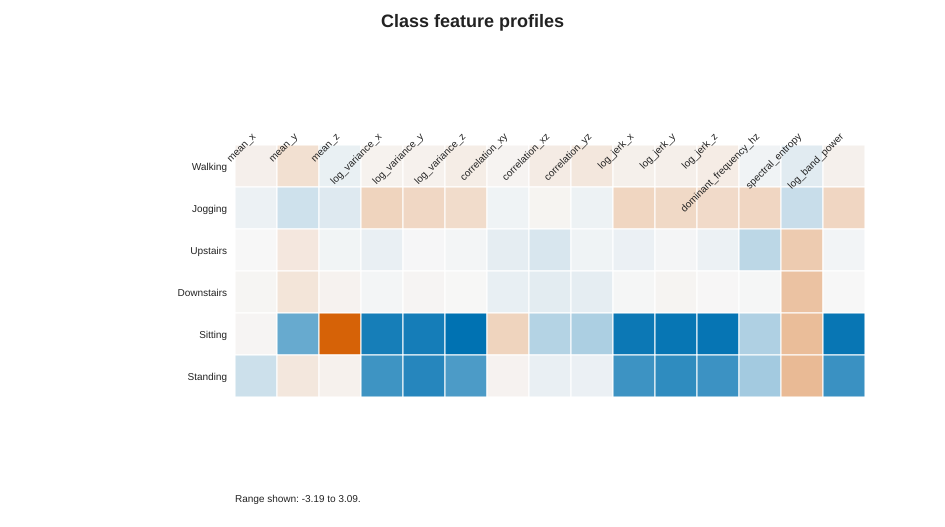 Class feature profiles
mean_x
mean_y
mean_z
log_variance_x
log_variance_y
log_variance_z
correlation_xy
correlation_xz
correlation_yz
log_jerk_x
log_jerk_y
log_jerk_z
dominant_frequency_hz
spectral_entropy
log_band_power
Walking
Jogging
Upstairs
Downstairs
Sitting
Standing
Range shown: -3.19 to 3.09.